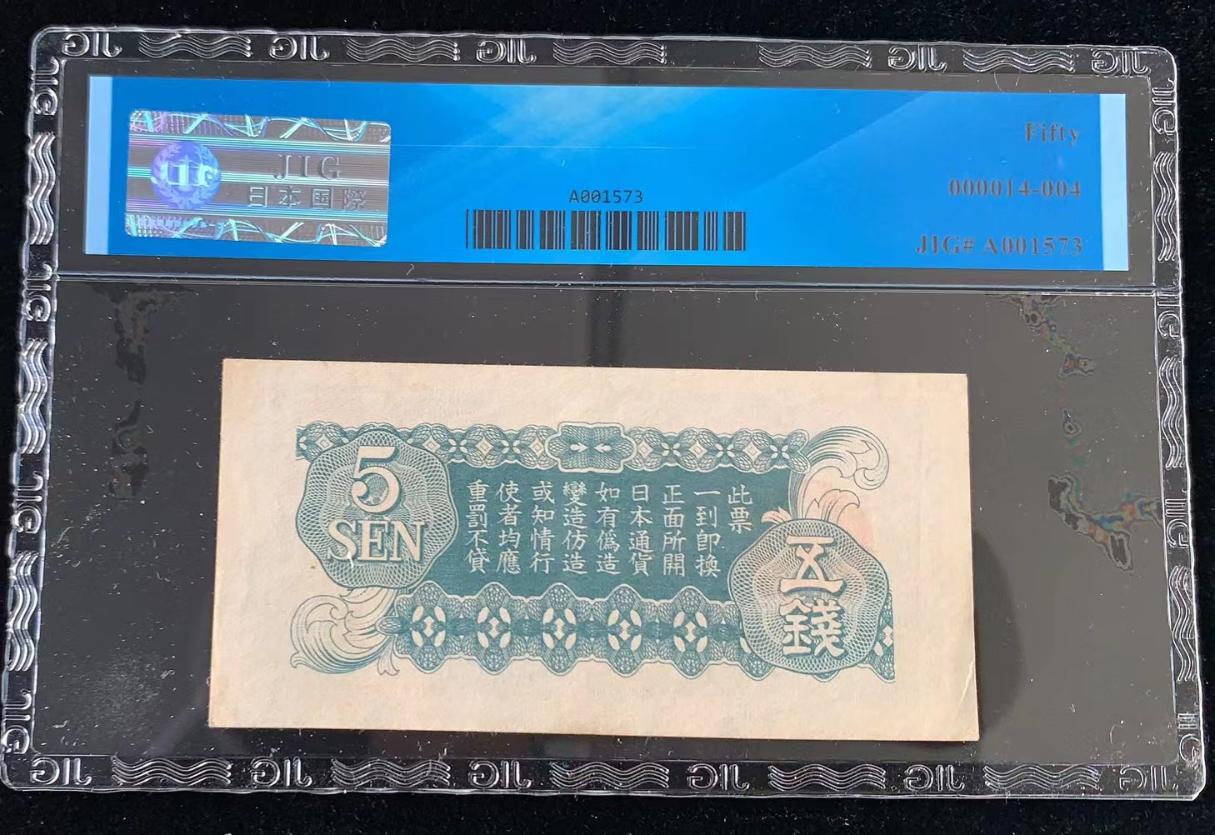 JIG
日本国際
A001573
Fifty
000014-004
JIG# A001573
5
SEN
此票
一到即換
正面所開
日本通貨
如有偽造
變造仿造
或知情行
使者均應
重罰不貸
五錢